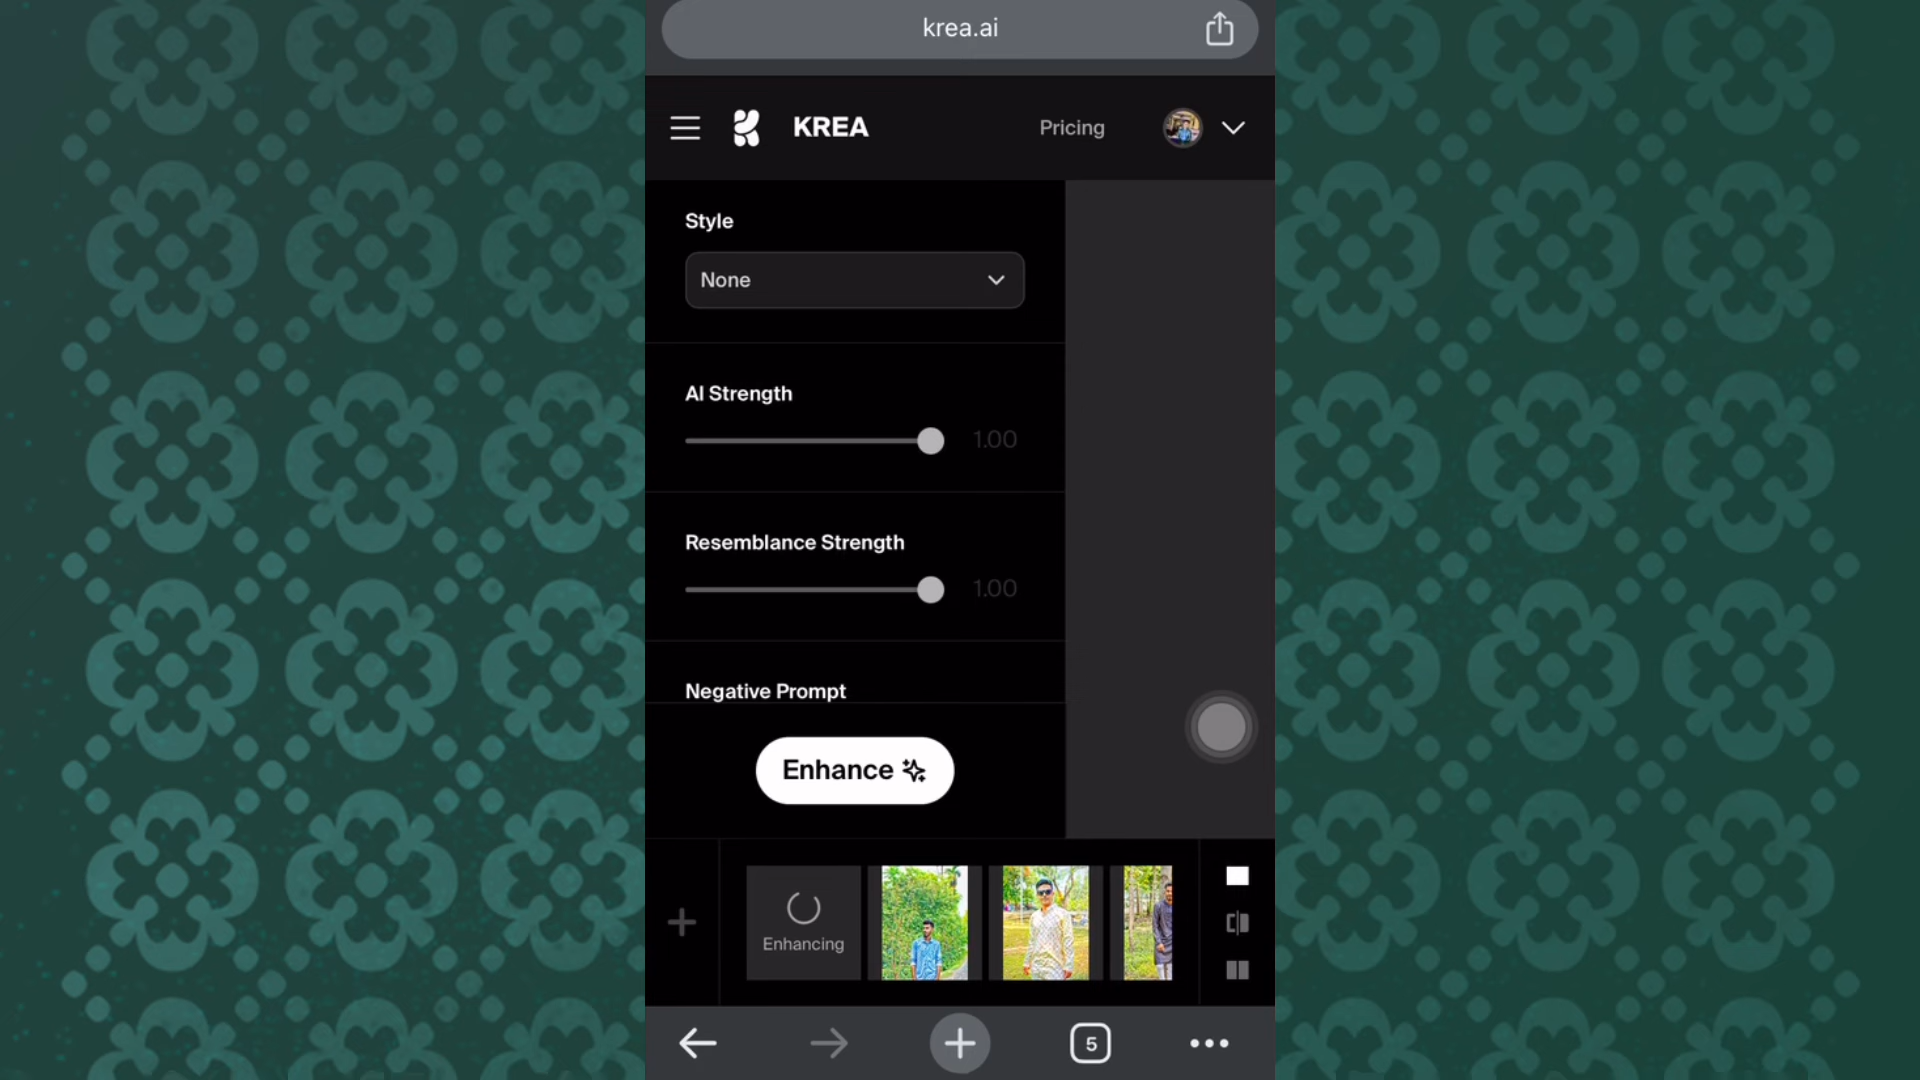 krea.ai
KREA
Pricing
Style
None
AI Strength
1.00
Resemblance Strength
1.00
Negative Prompt
Enhance
Enhancing
5